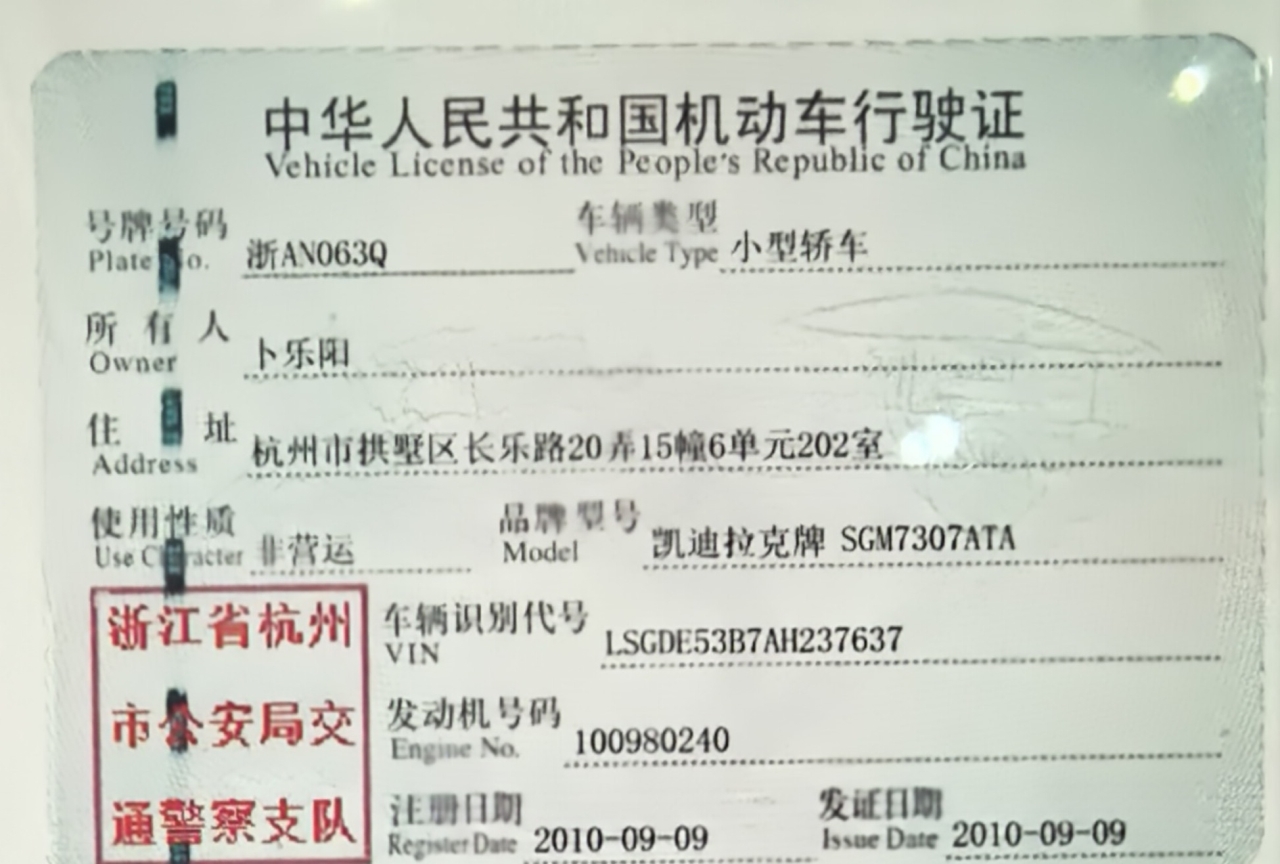 中华人民共和国机动车行驶证
Vehicle License of the People's Republic of China
号牌号码 浙AN063Q 车辆类型 小型轿车
Plate No. Vehicle Type
所有人 卜乐阳
Owner
住址 杭州市拱墅区长乐路20弄15幢6单元202室
Address
使用性质 非营运 品牌型号 凯迪拉克牌 SGM7307ATA
Use Character Model
浙江省杭州
市公安局交
通警察支队
车辆识别代号 LSGDE53B7AH237637
VIN
发动机号码 100980240
Engine No.
注册日期 2010-09-09 发证日期 2010-09-09
Register Date Issue Date